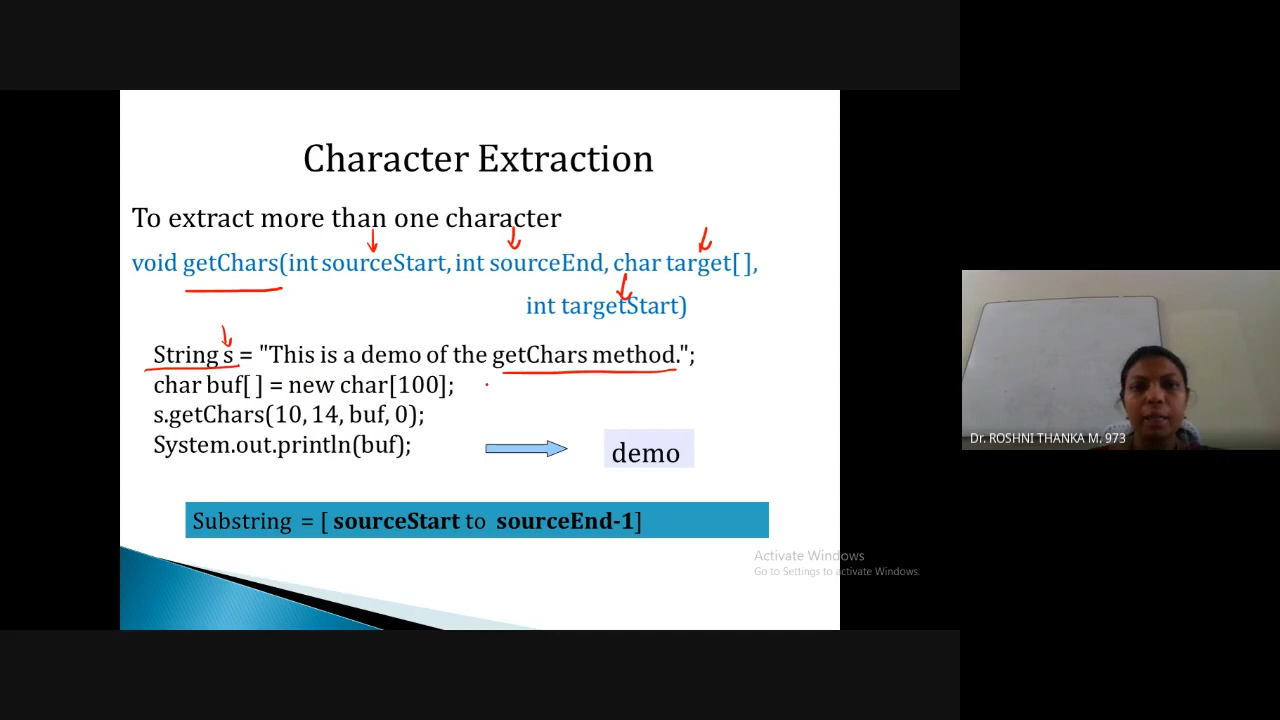 Character Extraction
To extract more than one character
void getChars(int sourceStart, int sourceEnd, char target[ ],
int targetStart)
String s = "This is a demo of the getChars method.";
char buf[ ] = new char[100];
s.getChars(10, 14, buf, 0);
System.out.println(buf);
demo
Substring = [ sourceStart to sourceEnd-1]
Activate Windows
Go to Settings to activate Windows.
Dr. ROSHNI THANKA M. 973